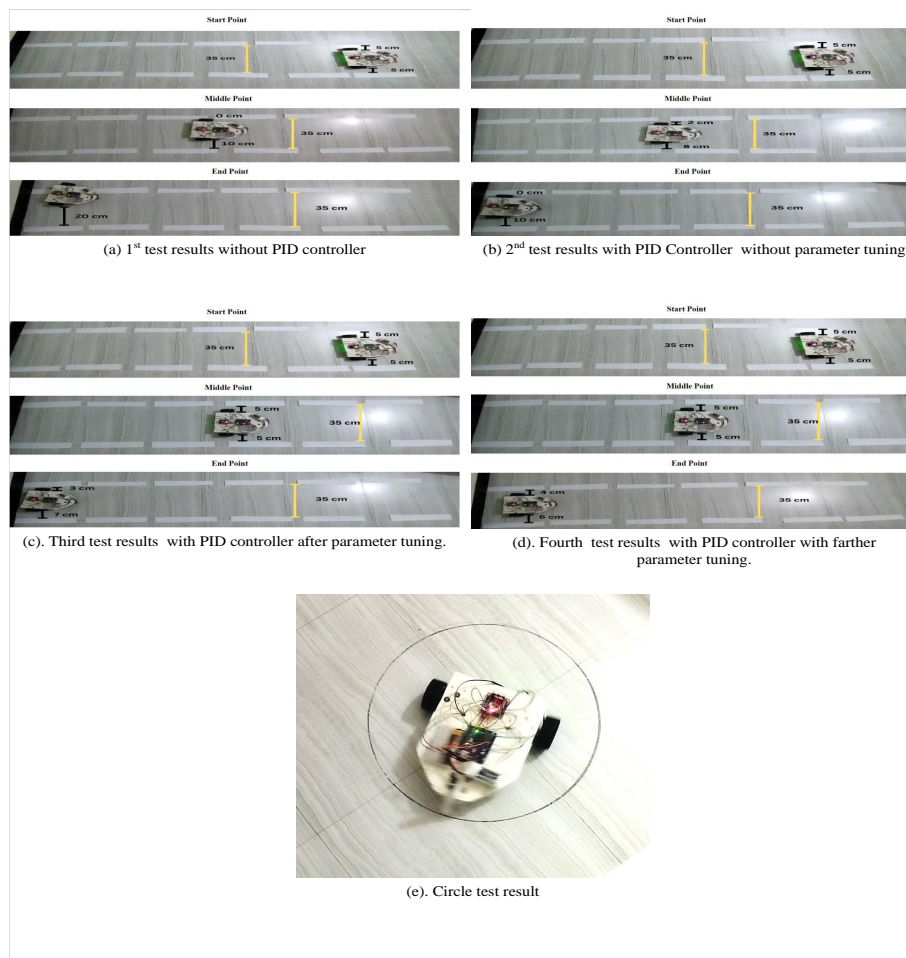 Start Point
5 cm
35 cm
5 cm
Middle Point
0 cm
35 cm
10 cm
End Point
35 cm
20 cm
(a) 1st test results without PID controller
Start Point
5 cm
35 cm
5 cm
Middle Point
2 cm
35 cm
8 cm
End Point
0 cm
35 cm
10 cm
(b) 2nd test results with PID Controller without parameter tuning
Start Point
5 cm
35 cm
5 cm
Middle Point
5 cm
35 cm
5 cm
End Point
3 cm
35 cm
7 cm
(c). Third test results with PID controller after parameter tuning.
Start Point
5 cm
35 cm
5 cm
Middle Point
5 cm
35 cm
5 cm
End Point
4 cm
35 cm
6 cm
(d). Fourth test results with PID controller with farther
parameter tuning.
(e). Circle test result